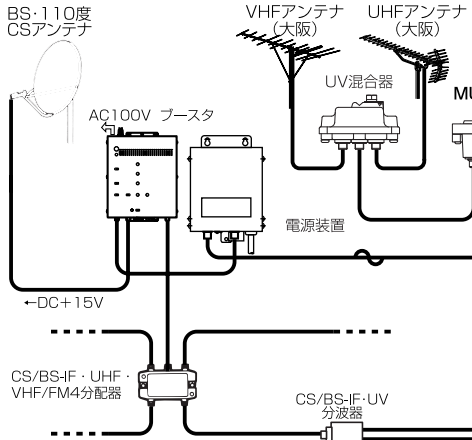 BS・110度
CSアンテナ
VHFアンテナ
(大阪)
UHFアンテナ
(大阪)
UV混合器
MU
AC100V ブースタ
電源装置
←DC+15V
CS/BS-IF・UHF・
VHF/FM4分配器
CS/BS-IF・UV
分波器